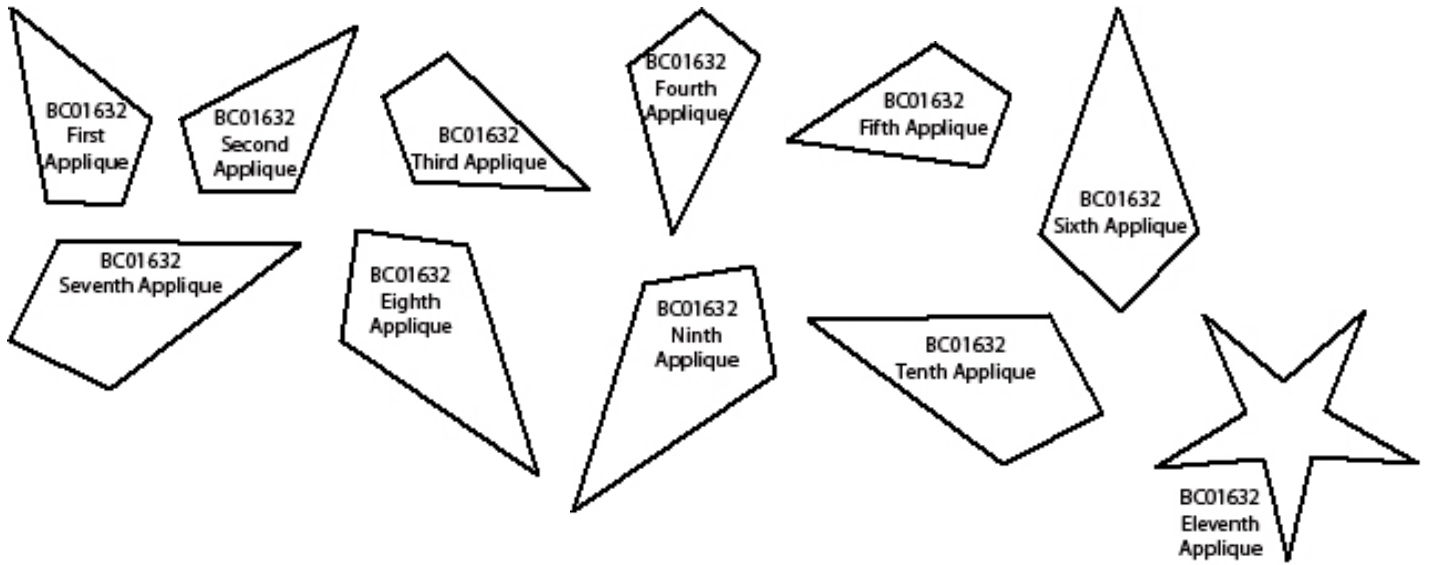 BC01632
First
Applique
BC01632
Second
Applique
BC01632
Third Applique
BC01632
Fourth
Applique
BC01632
Fifth Applique
BC01632
Sixth Applique
BC01632
Seventh Applique
BC01632
Eighth
Applique
BC01632
Ninth
Applique
BC01632
Tenth Applique
BC01632
Eleventh
Applique